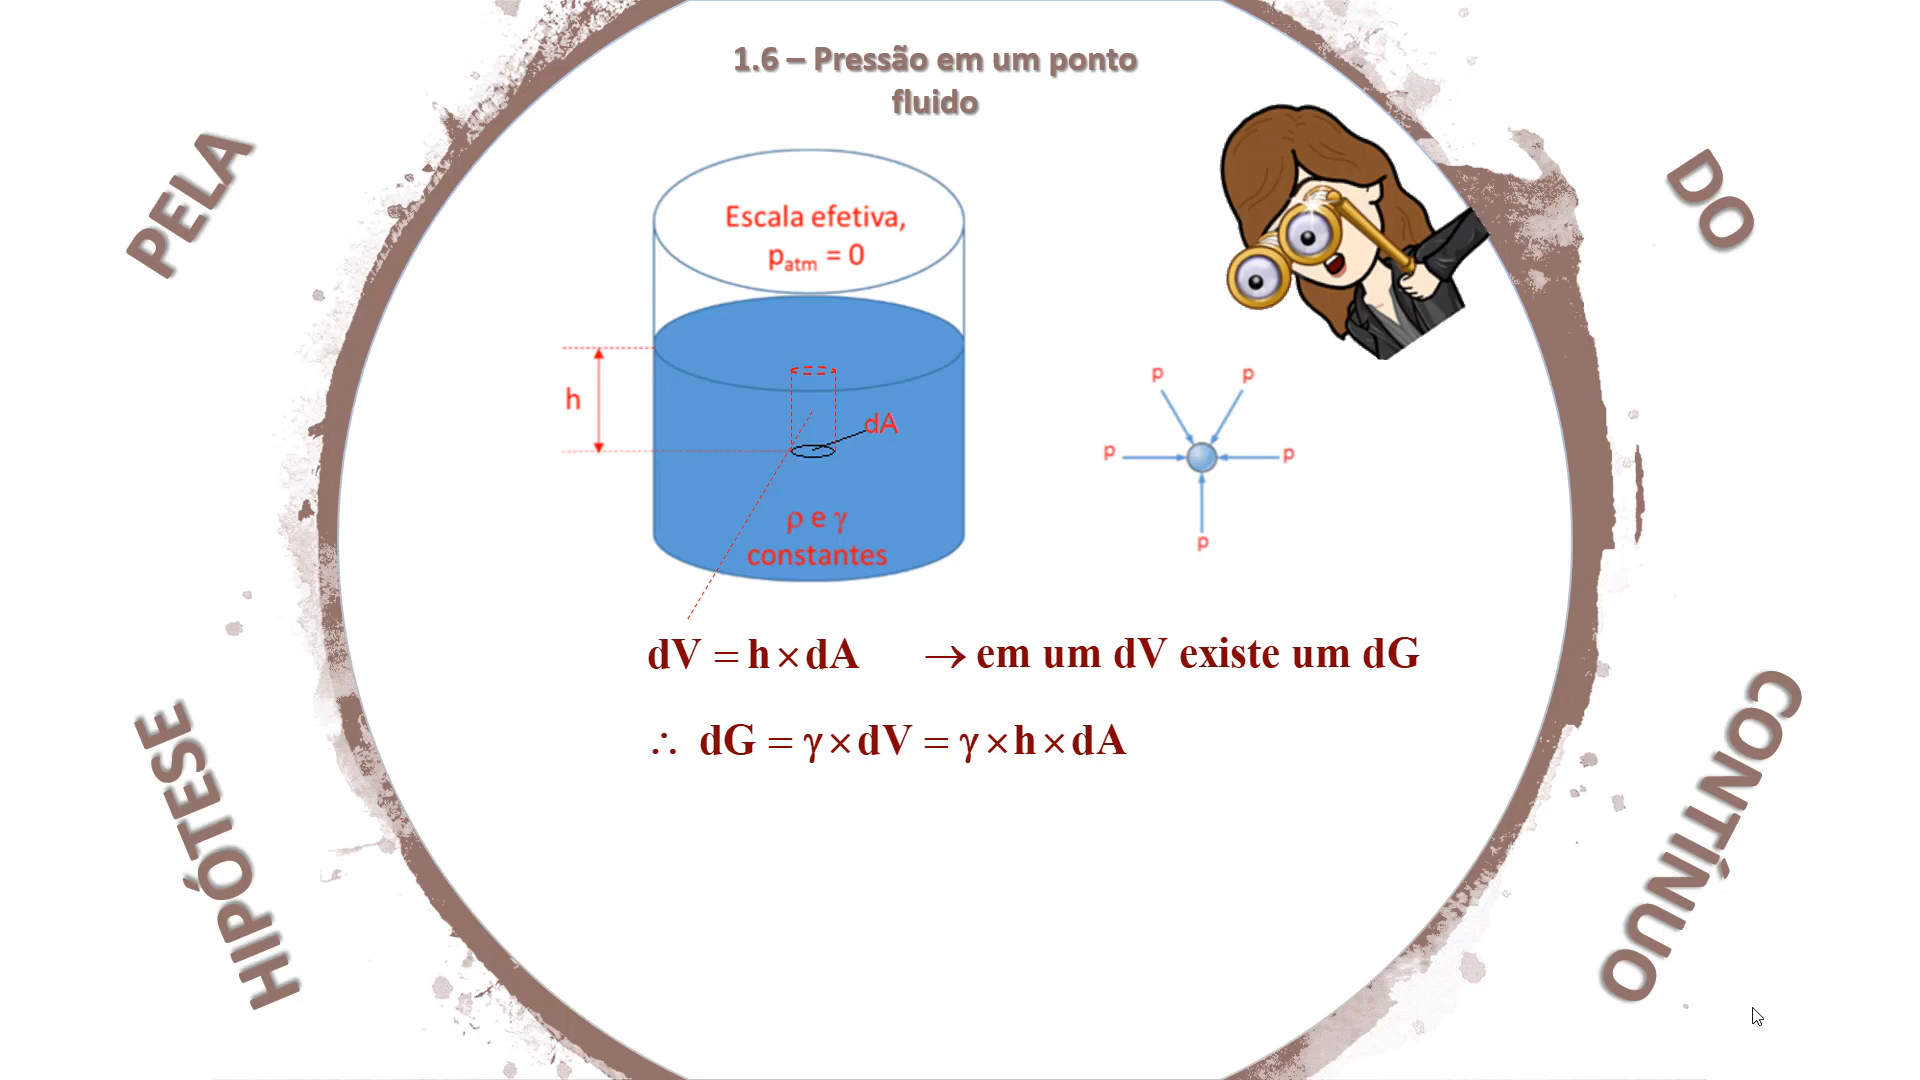 1.6 – Pressão em um ponto
fluido
PELA
HIPÓTESE
DO
CONTÍNUO
Escala efetiva,
patm = 0
h
dA
ρ e γ
constantes
p
p
p
p
p
dV = h × dA → em um dV existe um dG
∴ dG = γ × dV = γ × h × dA